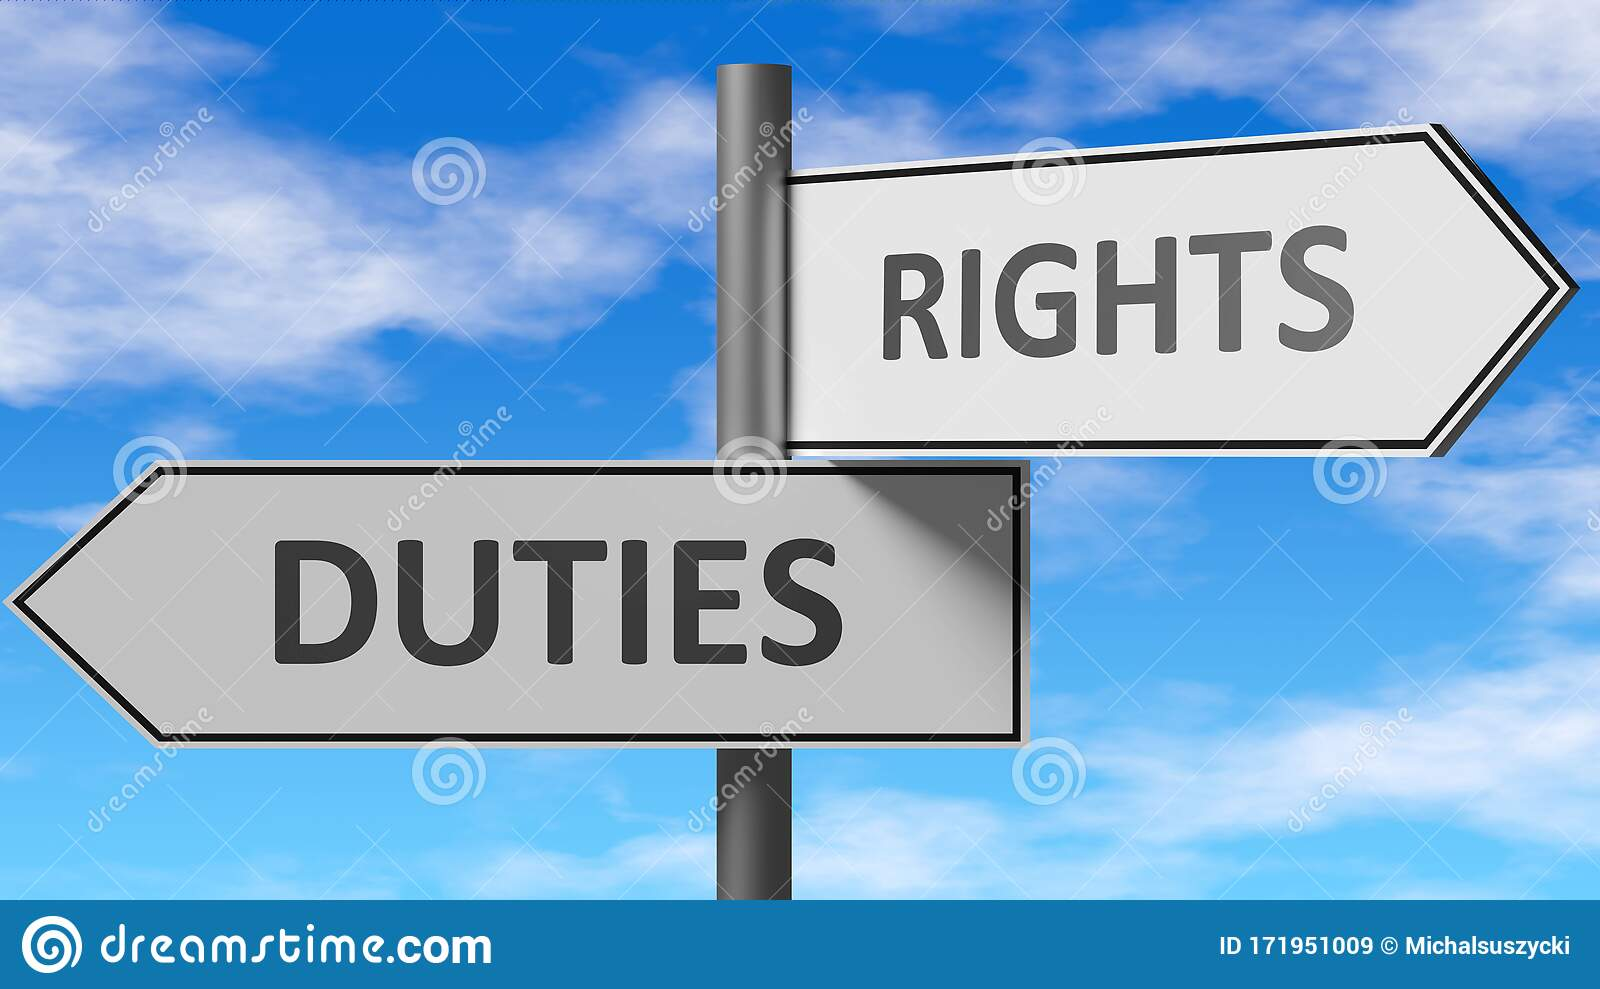 RIGHTS
DUTIES
dreamstime.com
ID 171951009 © Michalsuszycki